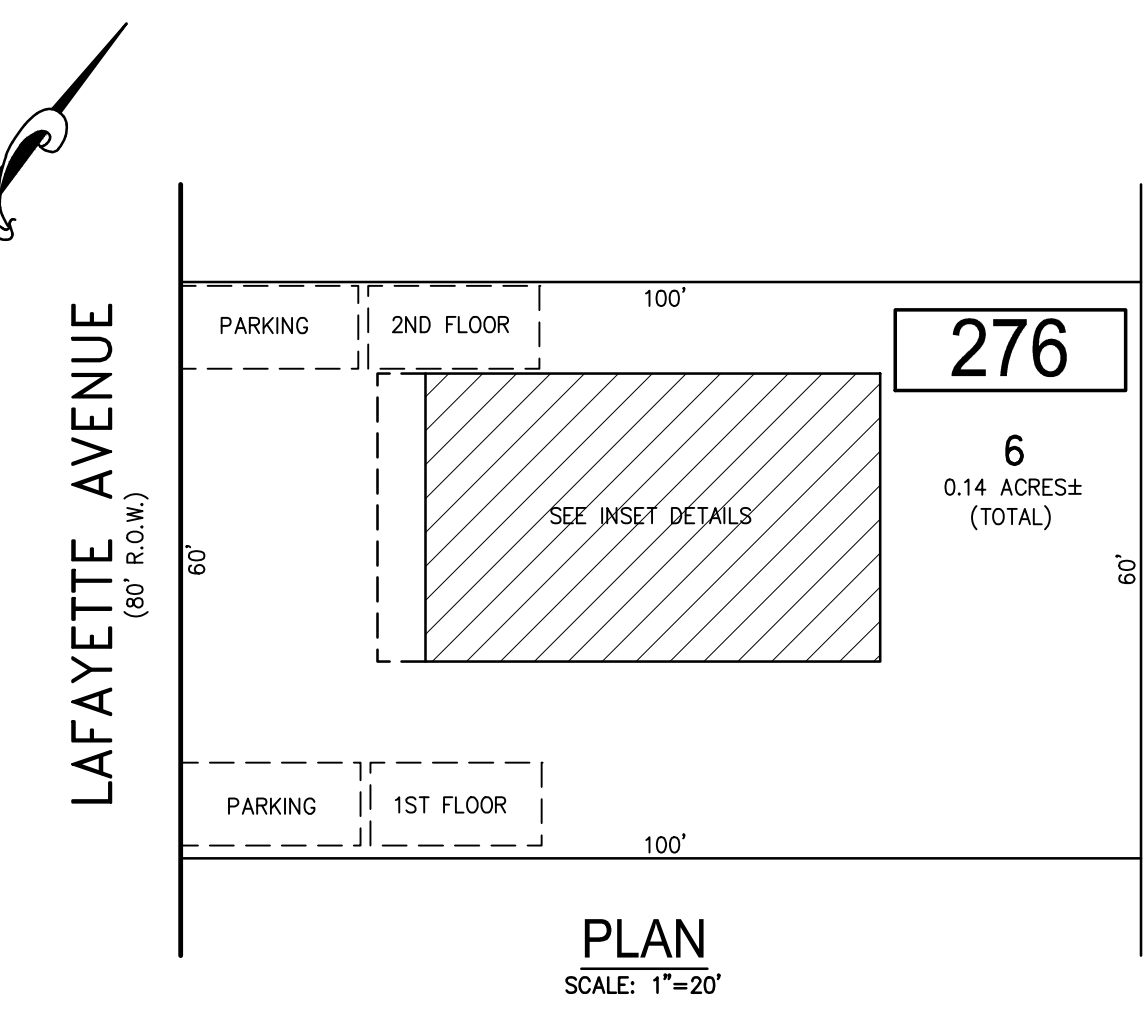 100'
PARKING
2ND FLOOR
276
6
0.14 ACRES±
(TOTAL)
SEE INSET DETAILS
LAFAYETTE AVENUE
(80' R.O.W.)
60'
60'
PARKING
1ST FLOOR
100'
PLAN
SCALE: 1"=20'